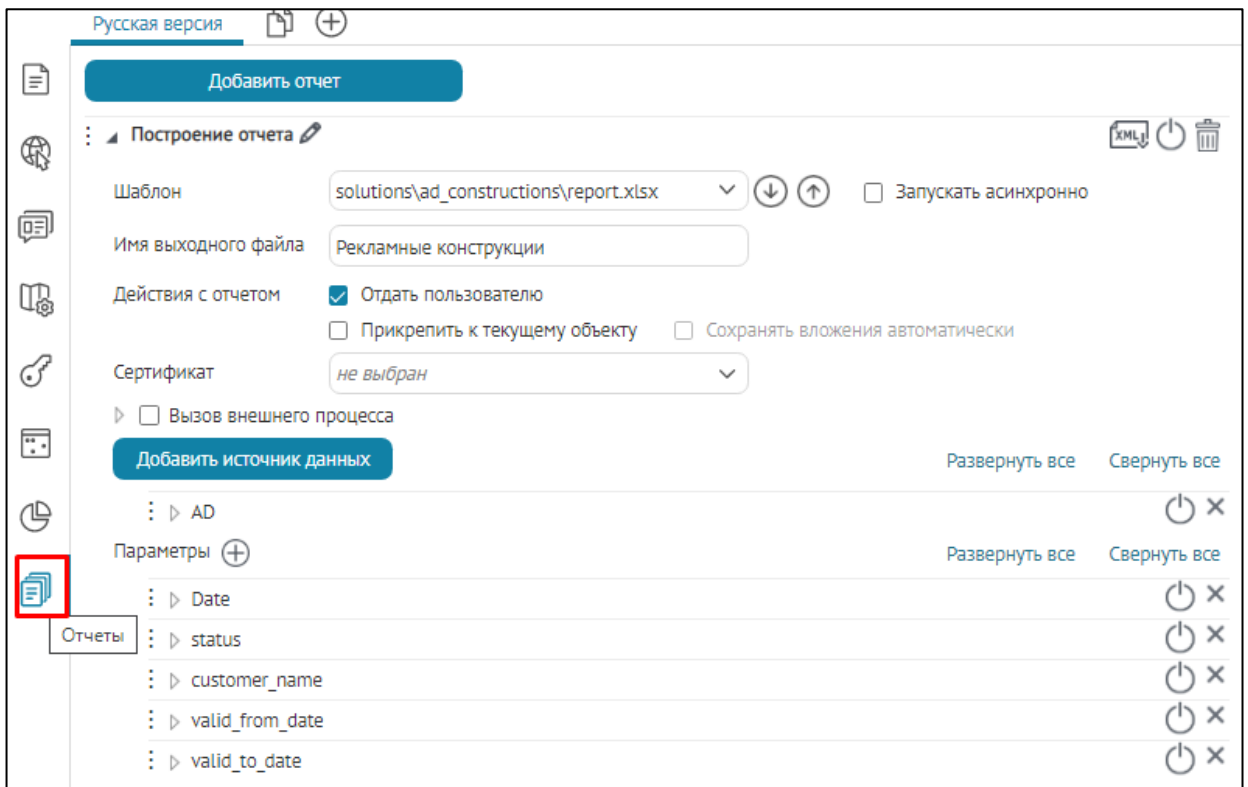 Русская версия
Добавить отчет
Построение отчета
XML
Шаблон solutions\ad_constructions\report.xlsx Запускать асинхронно
Имя выходного файла Рекламные конструкции
Действия с отчетом Отдать пользователю
Прикрепить к текущему объекту Сохранять вложения автоматически
Сертификат не выбран
Вызов внешнего процесса
Добавить источник данных Развернуть все Свернуть все
AD
Параметры Развернуть все Свернуть все
Date
Отчеты
status
customer_name
valid_from_date
valid_to_date